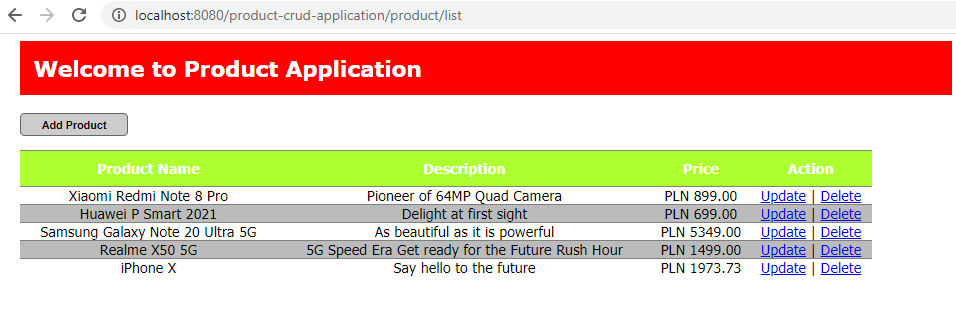 localhost:8080/product-crud-application/product/list
Welcome to Product Application
Add Product
Product Name Description Price Action
Xiaomi Redmi Note 8 Pro Pioneer of 64MP Quad Camera PLN 899.00 Update | Delete
Huawei P Smart 2021 Delight at first sight PLN 699.00 Update | Delete
Samsung Galaxy Note 20 Ultra 5G As beautiful as it is powerful PLN 5349.00 Update | Delete
Realme X50 5G 5G Speed Era Get ready for the Future Rush Hour PLN 1499.00 Update | Delete
iPhone X Say hello to the future PLN 1973.73 Update | Delete